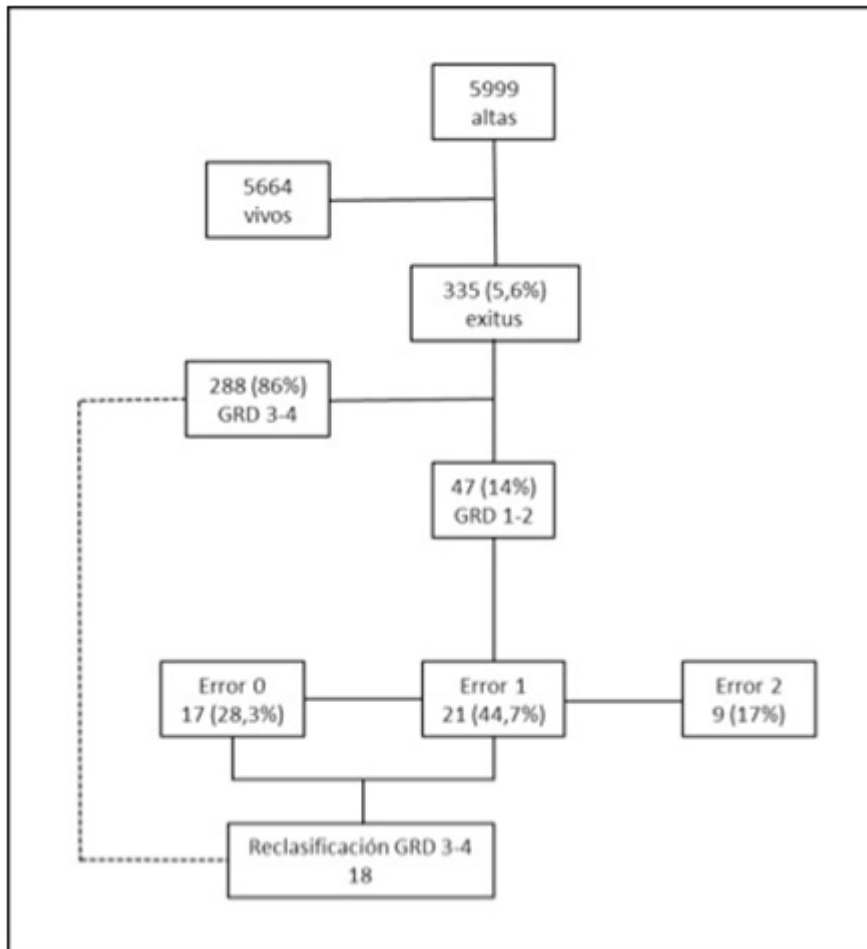 5999
altas
5664
vivos
335 (5,6%)
exitus
288 (86%)
GRD 3-4
47 (14%)
GRD 1-2
Error 0
17 (28,3%)
Error 1
21 (44,7%)
Error 2
9 (17%)
Reclasificación GRD 3-4
18